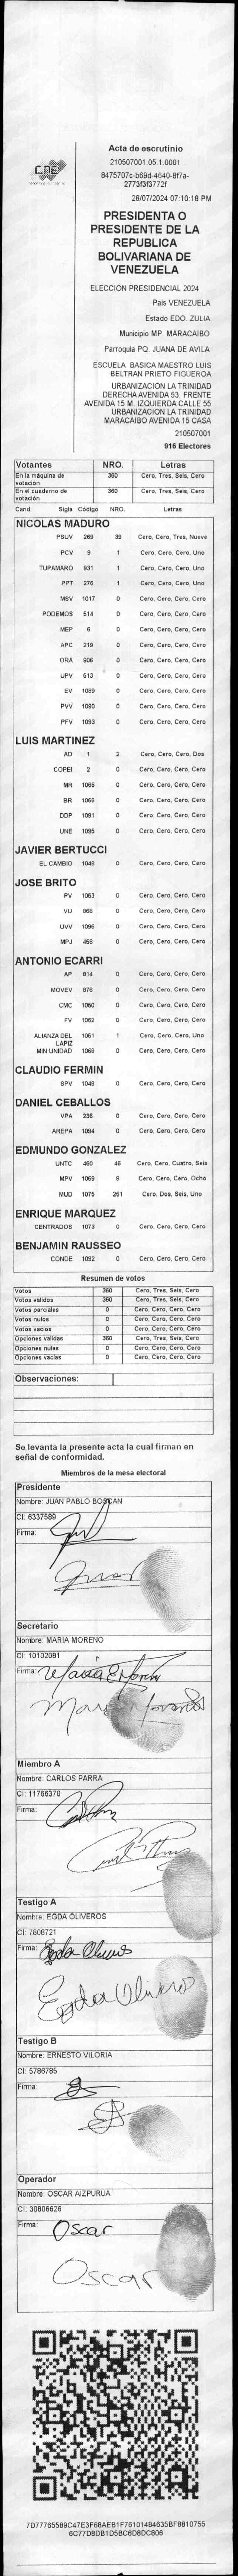 CNE
Acta de escrutinio
210507001.05.1.0001
8475707c-b69d-4640-8f7a-
2773f3f3772f
28/07/2024 07:10:18 PM
PRESIDENTA O
PRESIDENTE DE LA
REPUBLICA
BOLIVARIANA DE
VENEZUELA
ELECCIÓN PRESIDENCIAL 2024
País VENEZUELA
Estado EDO. ZULIA
Municipio MP. MARACAIBO
Parroquia PQ. JUANA DE AVILA
ESCUELA BASICA MAESTRO LUIS
BELTRAN PRIETO FIGUEROA
URBANIZACION LA TRINIDAD
DERECHA AVENIDA 53. FRENTE
AVENIDA 15 M. IZQUIERDA CALLE 55
URBANIZACION LA TRINIDAD
MARACAIBO AVENIDA 15 CASA
210507001
916 Electores
Votantes NRO. Letras
En la máquina de votación 360 Cero, Tres, Seis, Cero
En el cuaderno de votación 360 Cero, Tres, Seis, Cero
Cand. Sigla Código NRO. Letras
NICOLAS MADURO
PSUV 269 39 Cero, Cero, Tres, Nueve
PCV 9 1 Cero, Cero, Cero, Uno
TUPAMARO 931 1 Cero, Cero, Cero, Uno
PPT 276 1 Cero, Cero, Cero, Uno
MSV 1017 0 Cero, Cero, Cero, Cero
PODEMOS 514 0 Cero, Cero, Cero, Cero
MEP 6 0 Cero, Cero, Cero, Cero
APC 219 0 Cero, Cero, Cero, Cero
ORA 906 0 Cero, Cero, Cero, Cero
UPV 513 0 Cero, Cero, Cero, Cero
EV 1089 0 Cero, Cero, Cero, Cero
PVV 1090 0 Cero, Cero, Cero, Cero
PFV 1093 0 Cero, Cero, Cero, Cero
LUIS MARTINEZ
AD 1 2 Cero, Cero, Cero, Dos
COPEI 2 0 Cero, Cero, Cero, Cero
MR 1065 0 Cero, Cero, Cero, Cero
BR 1066 0 Cero, Cero, Cero, Cero
DDP 1091 0 Cero, Cero, Cero, Cero
UNE 1095 0 Cero, Cero, Cero, Cero
JAVIER BERTUCCI
EL CAMBIO 1048 0 Cero, Cero, Cero, Cero
JOSE BRITO
PV 1053 0 Cero, Cero, Cero, Cero
VU 868 0 Cero, Cero, Cero, Cero
UVV 1096 0 Cero, Cero, Cero, Cero
MPJ 458 0 Cero, Cero, Cero, Cero
ANTONIO ECARRI
AP 814 0 Cero, Cero, Cero, Cero
MOVEV 878 0 Cero, Cero, Cero, Cero
CMC 1050 0 Cero, Cero, Cero, Cero
FV 1062 0 Cero, Cero, Cero, Cero
ALIANZA DEL LAPIZ 1051 1 Cero, Cero, Cero, Uno
MIN UNIDAD 1068 0 Cero, Cero, Cero, Cero
CLAUDIO FERMIN
SPV 1049 0 Cero, Cero, Cero, Cero
DANIEL CEBALLOS
VPA 236 0 Cero, Cero, Cero, Cero
AREPA 1094 0 Cero, Cero, Cero, Cero
EDMUNDO GONZALEZ
UNTC 460 46 Cero, Cero, Cuatro, Seis
MPV 1069 8 Cero, Cero, Cero, Ocho
MUD 1075 261 Cero, Dos, Seis, Uno
ENRIQUE MARQUEZ
CENTRADOS 1073 0 Cero, Cero, Cero, Cero
BENJAMIN RAUSSEO
CONDE 1092 0 Cero, Cero, Cero, Cero
Resumen de votos
Votos 360 Cero, Tres, Seis, Cero
Votos validos 360 Cero, Tres, Seis, Cero
Votos parciales 0 Cero, Cero, Cero, Cero
Votos nulos 0 Cero, Cero, Cero, Cero
Votos vacios 0 Cero, Cero, Cero, Cero
Opciones validas 360 Cero, Tres, Seis, Cero
Opciones nulas 0 Cero, Cero, Cero, Cero
Opciones vacias 0 Cero, Cero, Cero, Cero
Observaciones:
Se levanta la presente acta la cual firman en
señal de conformidad.
Miembros de la mesa electoral
Presidente
Nombre: JUAN PABLO BOSCAN
CI: 6337589
Firma:
Secretario
Nombre: MARIA MORENO
CI: 10102081
Firma:
Miembro A
Nombre: CARLOS PARRA
CI: 11766370
Firma:
Testigo A
Nombre: EGDA OLIVEROS
CI: 7808721
Firma: Egda Oliveros
Egda Oliveros
Testigo B
Nombre: ERNESTO VILORIA
CI: 5786785
Firma:
Operador
Nombre: OSCAR AIZPURUA
CI: 30806626
Firma: Oscar
Oscar
7D77765589C47E3F68AEB1F76101484635BF8810755
6C77D8DB1D5BC6D8DC806